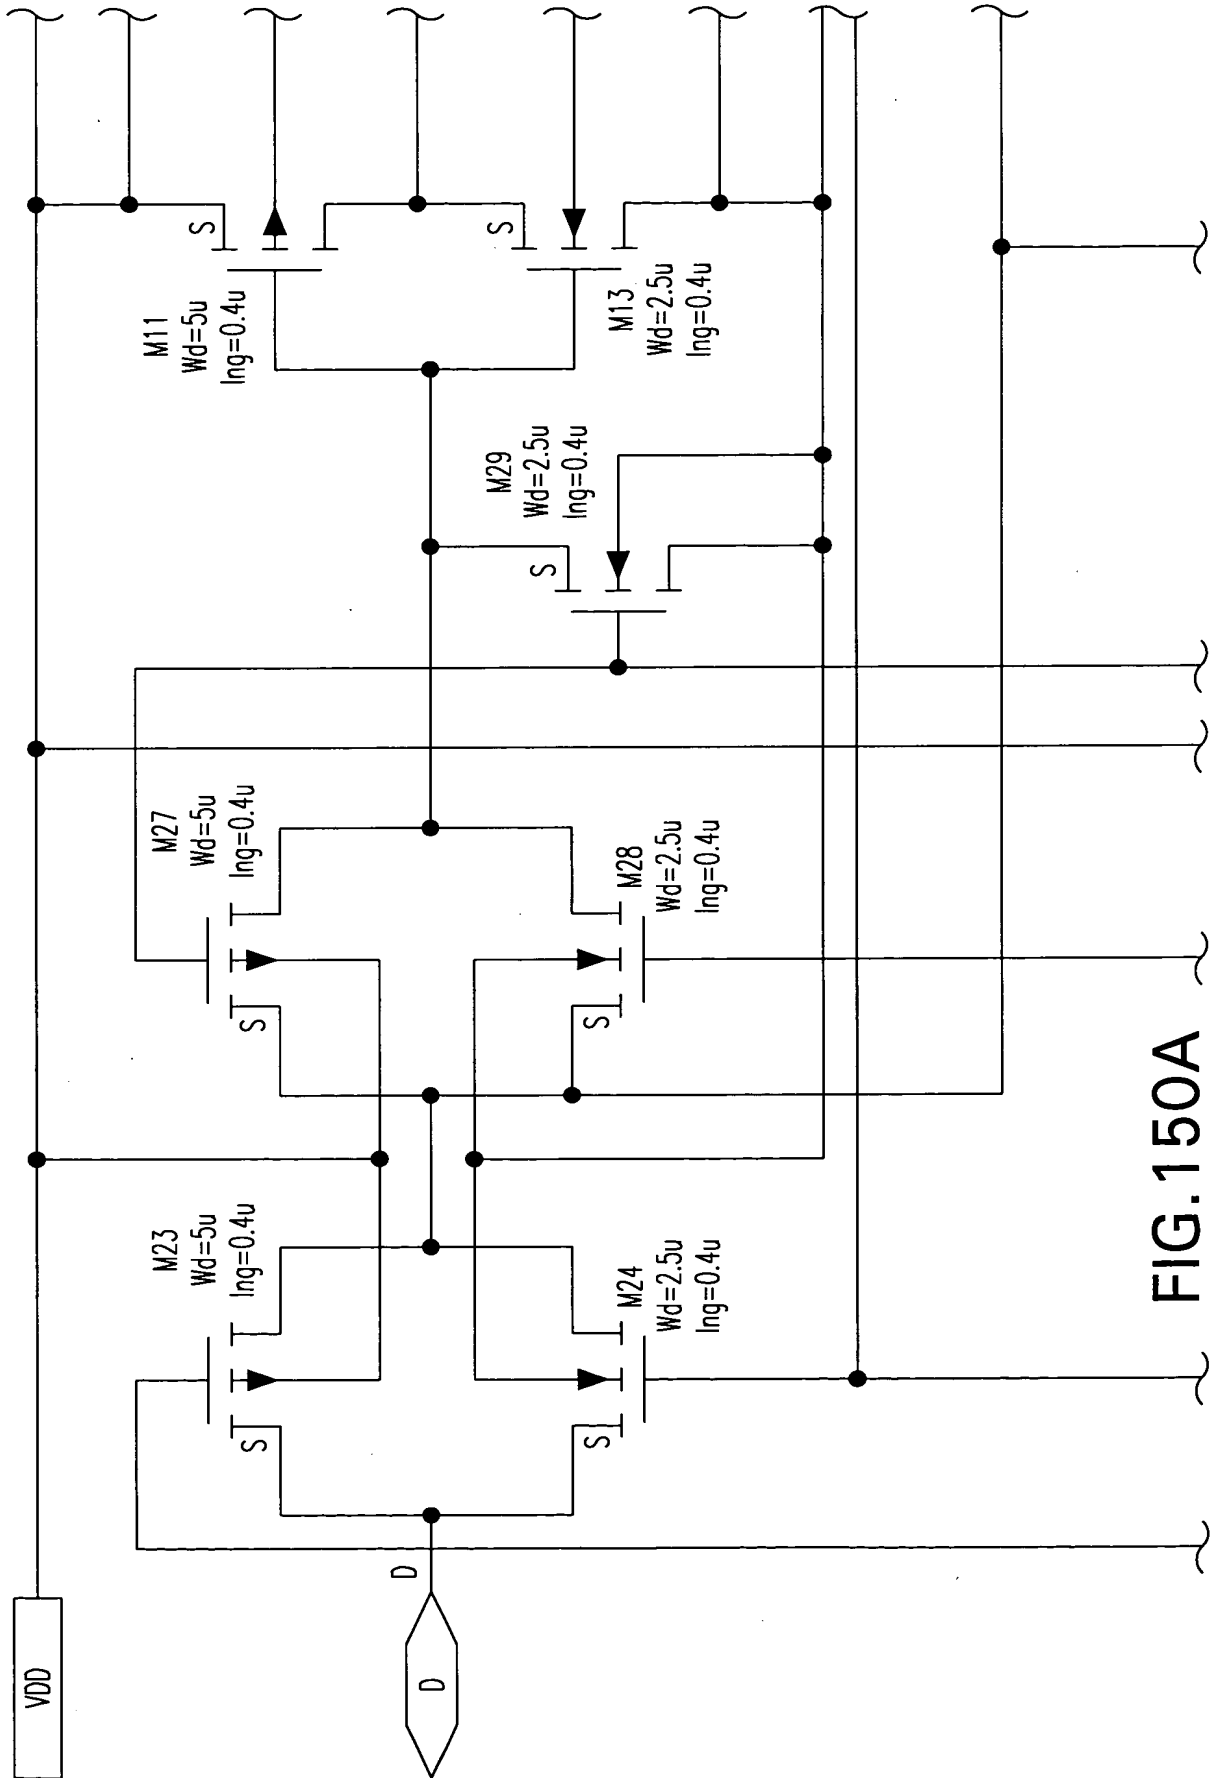 VDD
D
D
M23
Wd=5u
lng=0.4u
S
M24
Wd=2.5u
lng=0.4u
S
M27
Wd=5u
lng=0.4u
S
M28
Wd=2.5u
lng=0.4u
S
M29
Wd=2.5u
lng=0.4u
S
M11
Wd=5u
lng=0.4u
S
M13
Wd=2.5u
lng=0.4u
S
FIG.150A